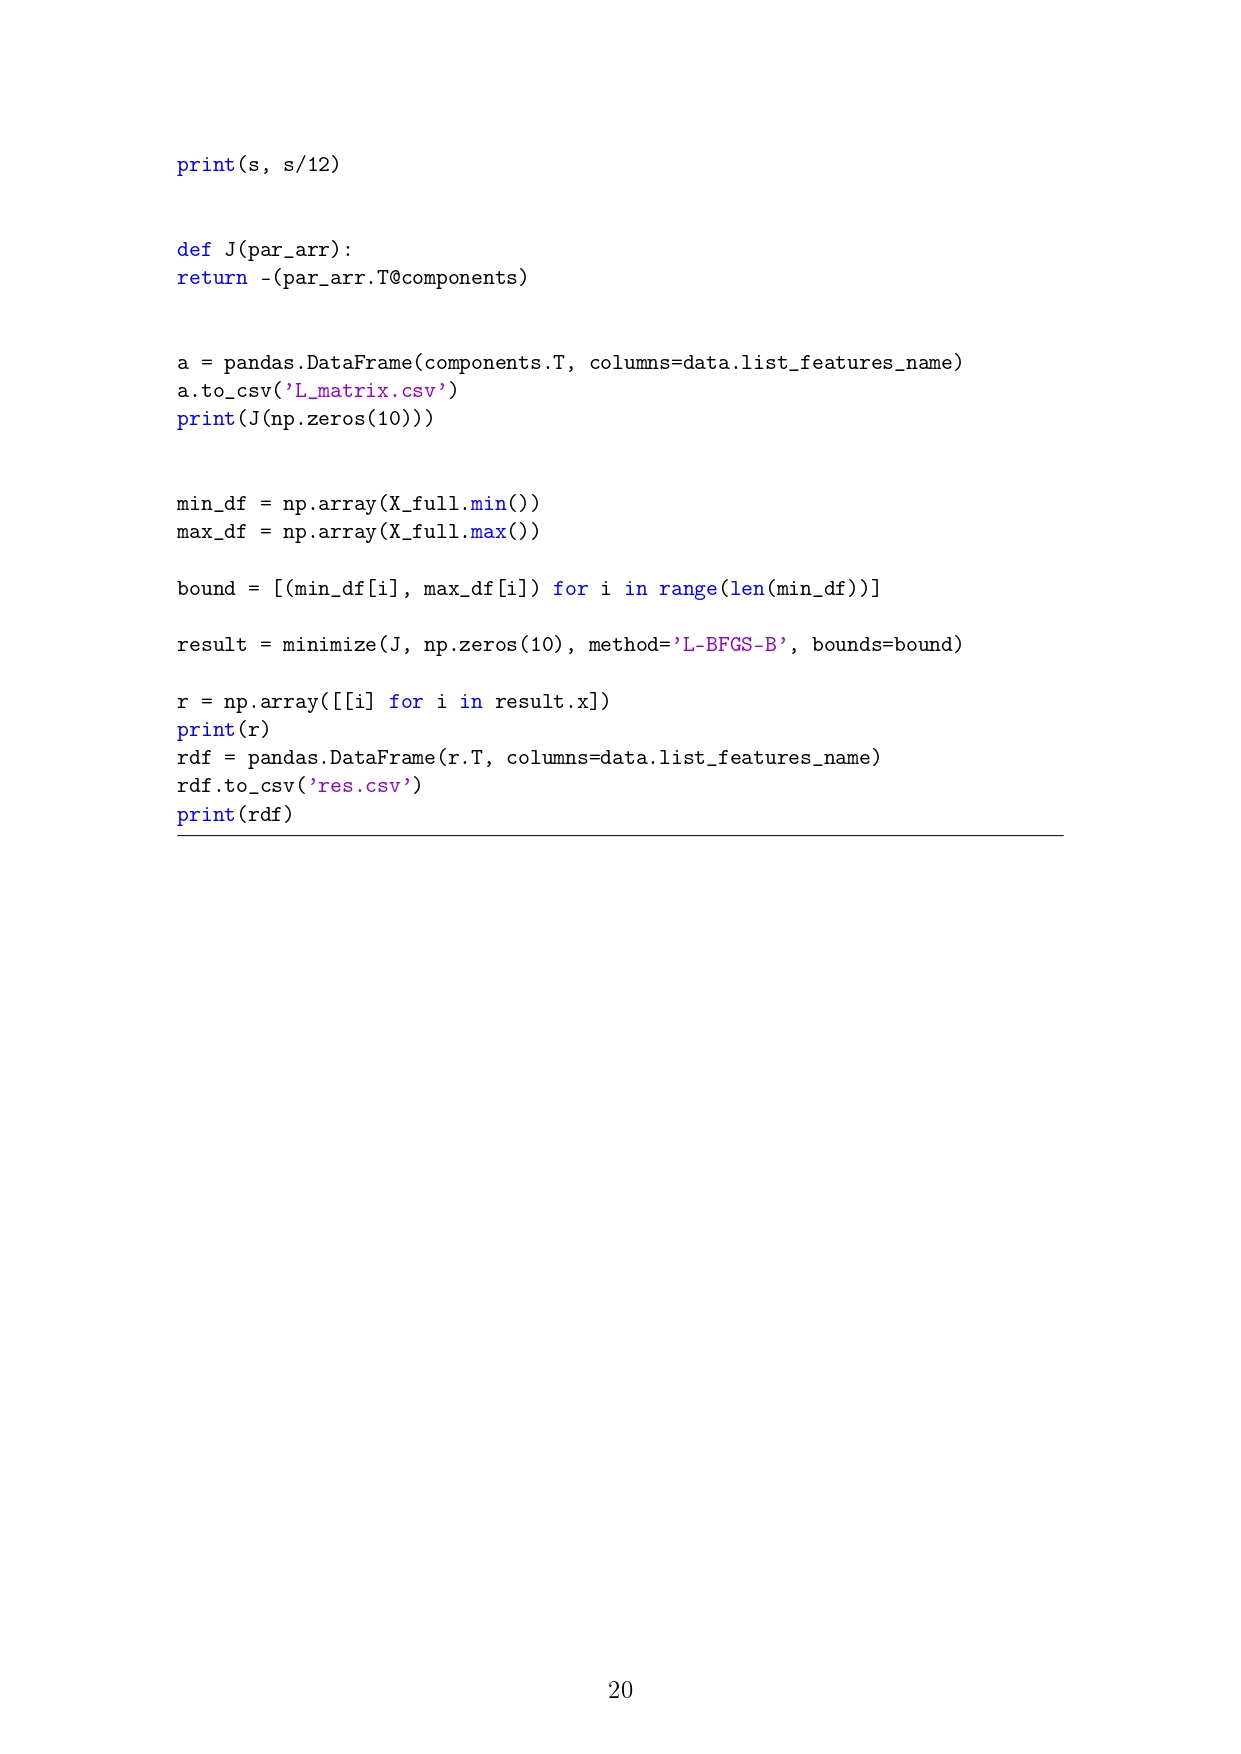 print(s, s/12)
def J(par_arr):
return -(par_arr.T@components)
a = pandas.DataFrame(components.T, columns=data.list_features_name)
a.to_csv('L_matrix.csv')
print(J(np.zeros(10)))
min_df = np.array(X_full.min())
max_df = np.array(X_full.max())
bound = [(min_df[i], max_df[i]) for i in range(len(min_df))]
result = minimize(J, np.zeros(10), method='L-BFGS-B', bounds=bound)
r = np.array([[i] for i in result.x])
print(r)
rdf = pandas.DataFrame(r.T, columns=data.list_features_name)
rdf.to_csv('res.csv')
print(rdf)
20